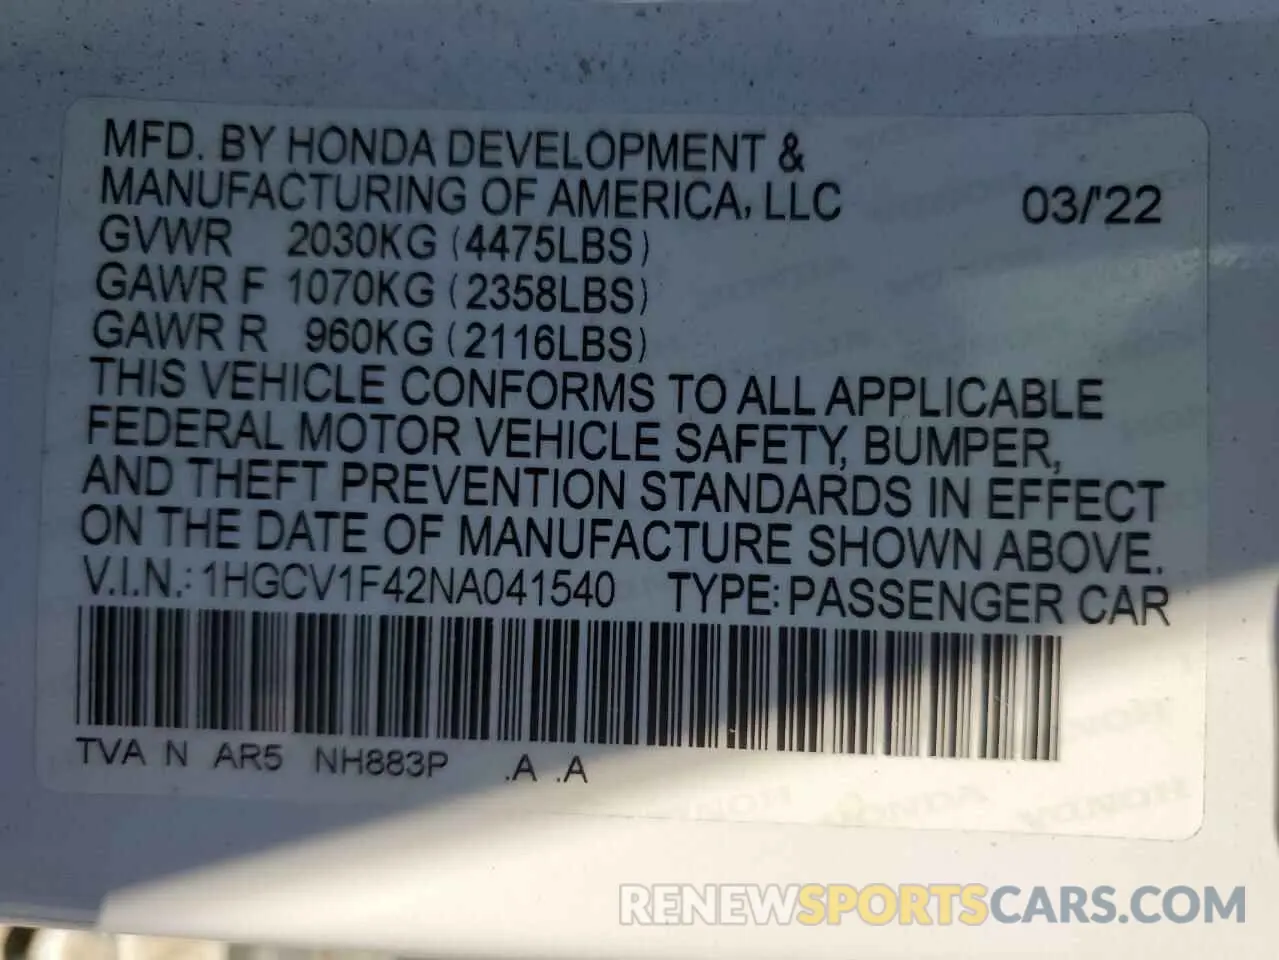 MFD. BY HONDA DEVELOPMENT &
MANUFACTURING OF AMERICA, LLC 03/'22
GVWR 2030KG (4475LBS)
GAWR F 1070KG (2358LBS)
GAWR R 960KG (2116LBS)
THIS VEHICLE CONFORMS TO ALL APPLICABLE
FEDERAL MOTOR VEHICLE SAFETY, BUMPER,
AND THEFT PREVENTION STANDARDS IN EFFECT
ON THE DATE OF MANUFACTURE SHOWN ABOVE.
V.I.N.: 1HGCV1F42NA041540 TYPE: PASSENGER CAR
TVA N AR5 NH883P .A .A
RENEWSPORTSCARS.COM